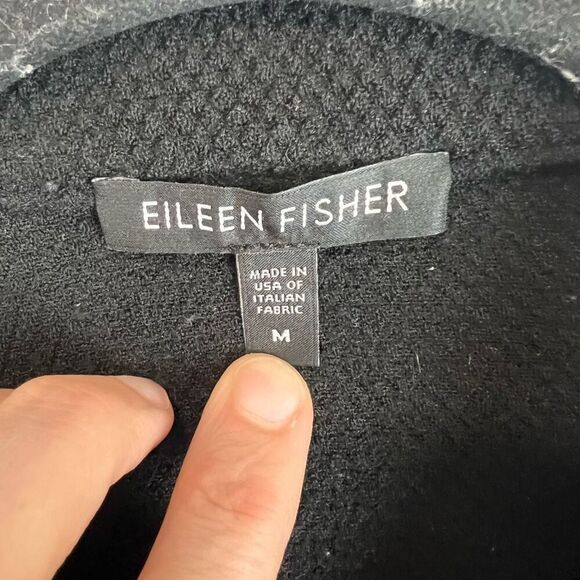 EILEEN FISHER
MADE IN
USA OF
ITALIAN
FABRIC
M